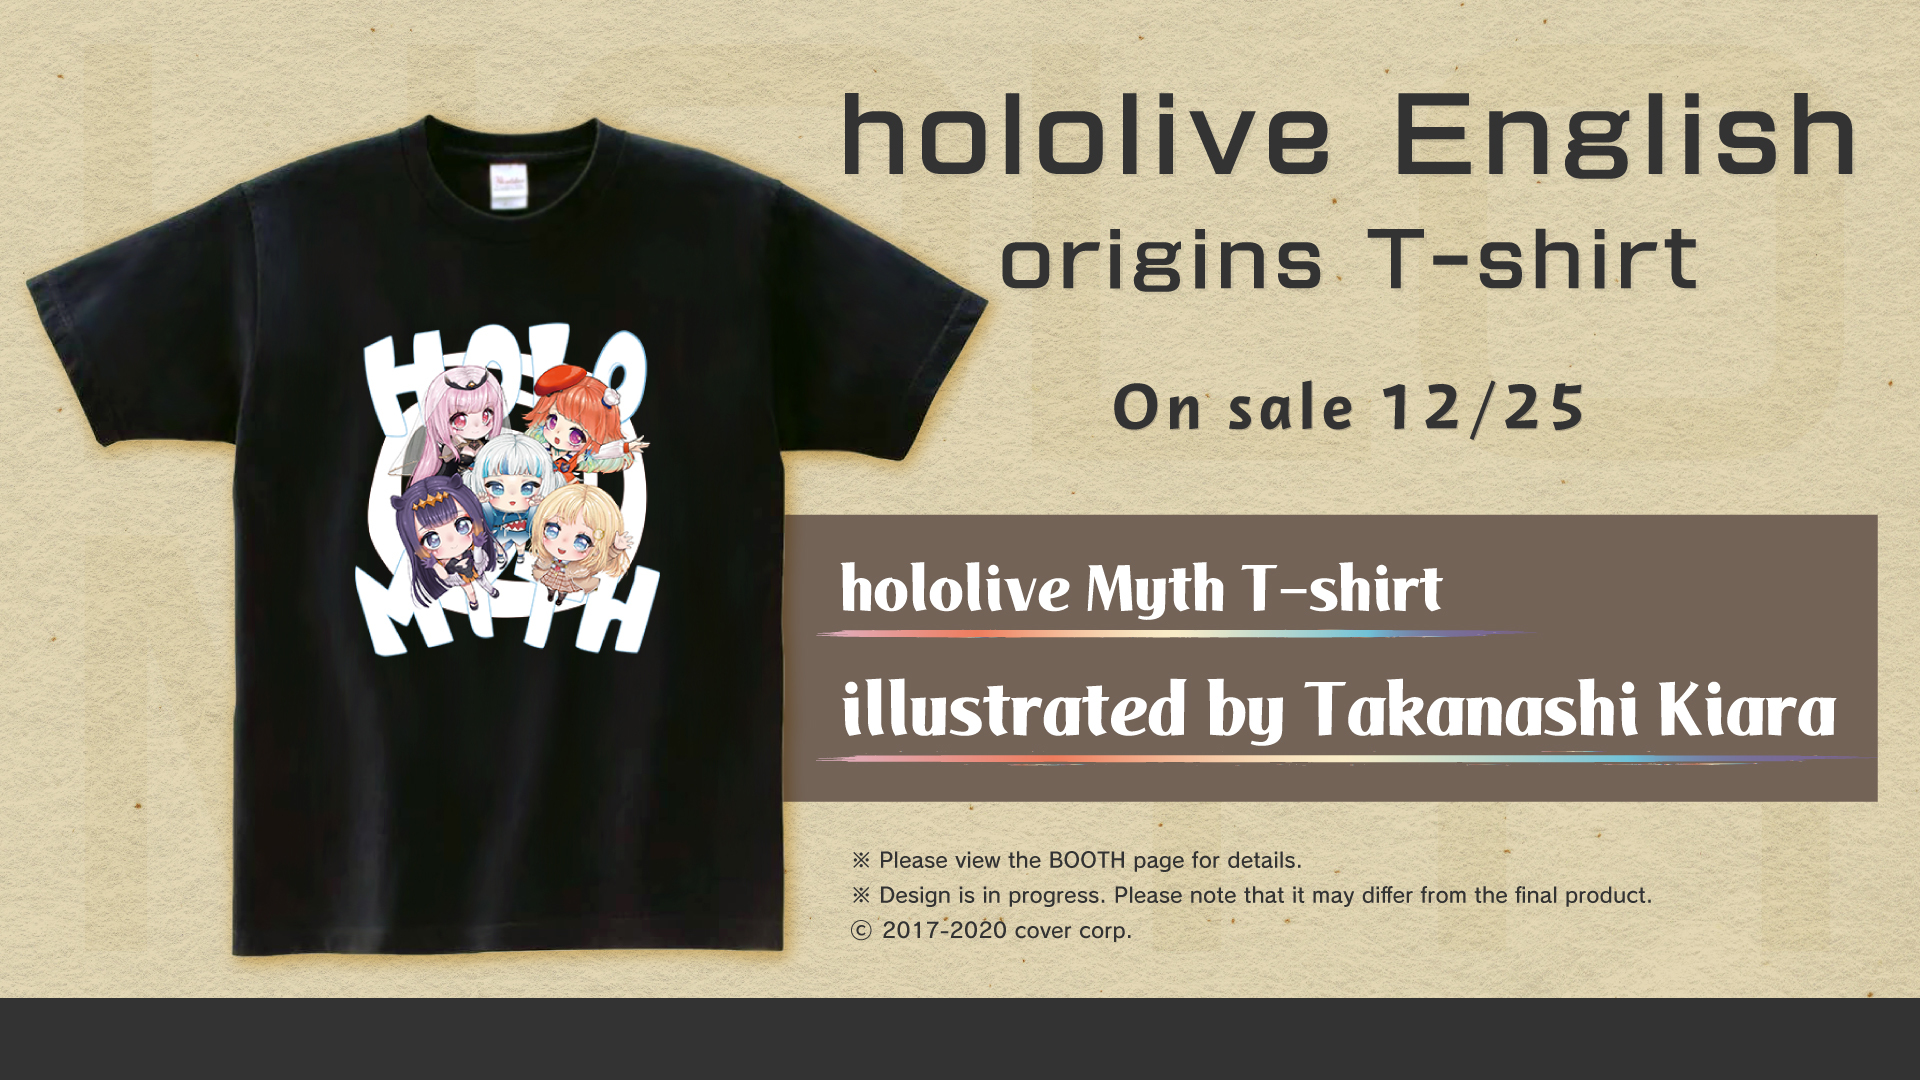 HOLO
MYTH
hololive English
origins T-shirt
On sale 12/25
hololive Myth T-shirt
illustrated by Takanashi Kiara
※ Please view the BOOTH page for details.
※ Design is in progress. Please note that it may differ from the final product.
© 2017-2020 cover corp.